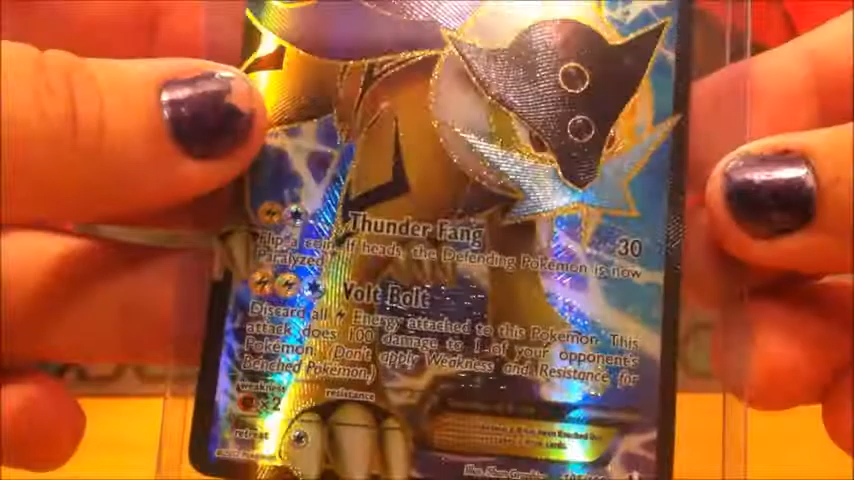 Thunder Fang 30
Flip a coin. If heads, the Defending Pokémon is now
Paralyzed.
Volt Bolt
Discard all Energy attached to this Pokémon. This
attack does 100 damage to 1 of your opponent's
Pokémon. (Don't apply Weakness and Resistance for
Benched Pokémon.)
weakness
×2
resistance
retreat